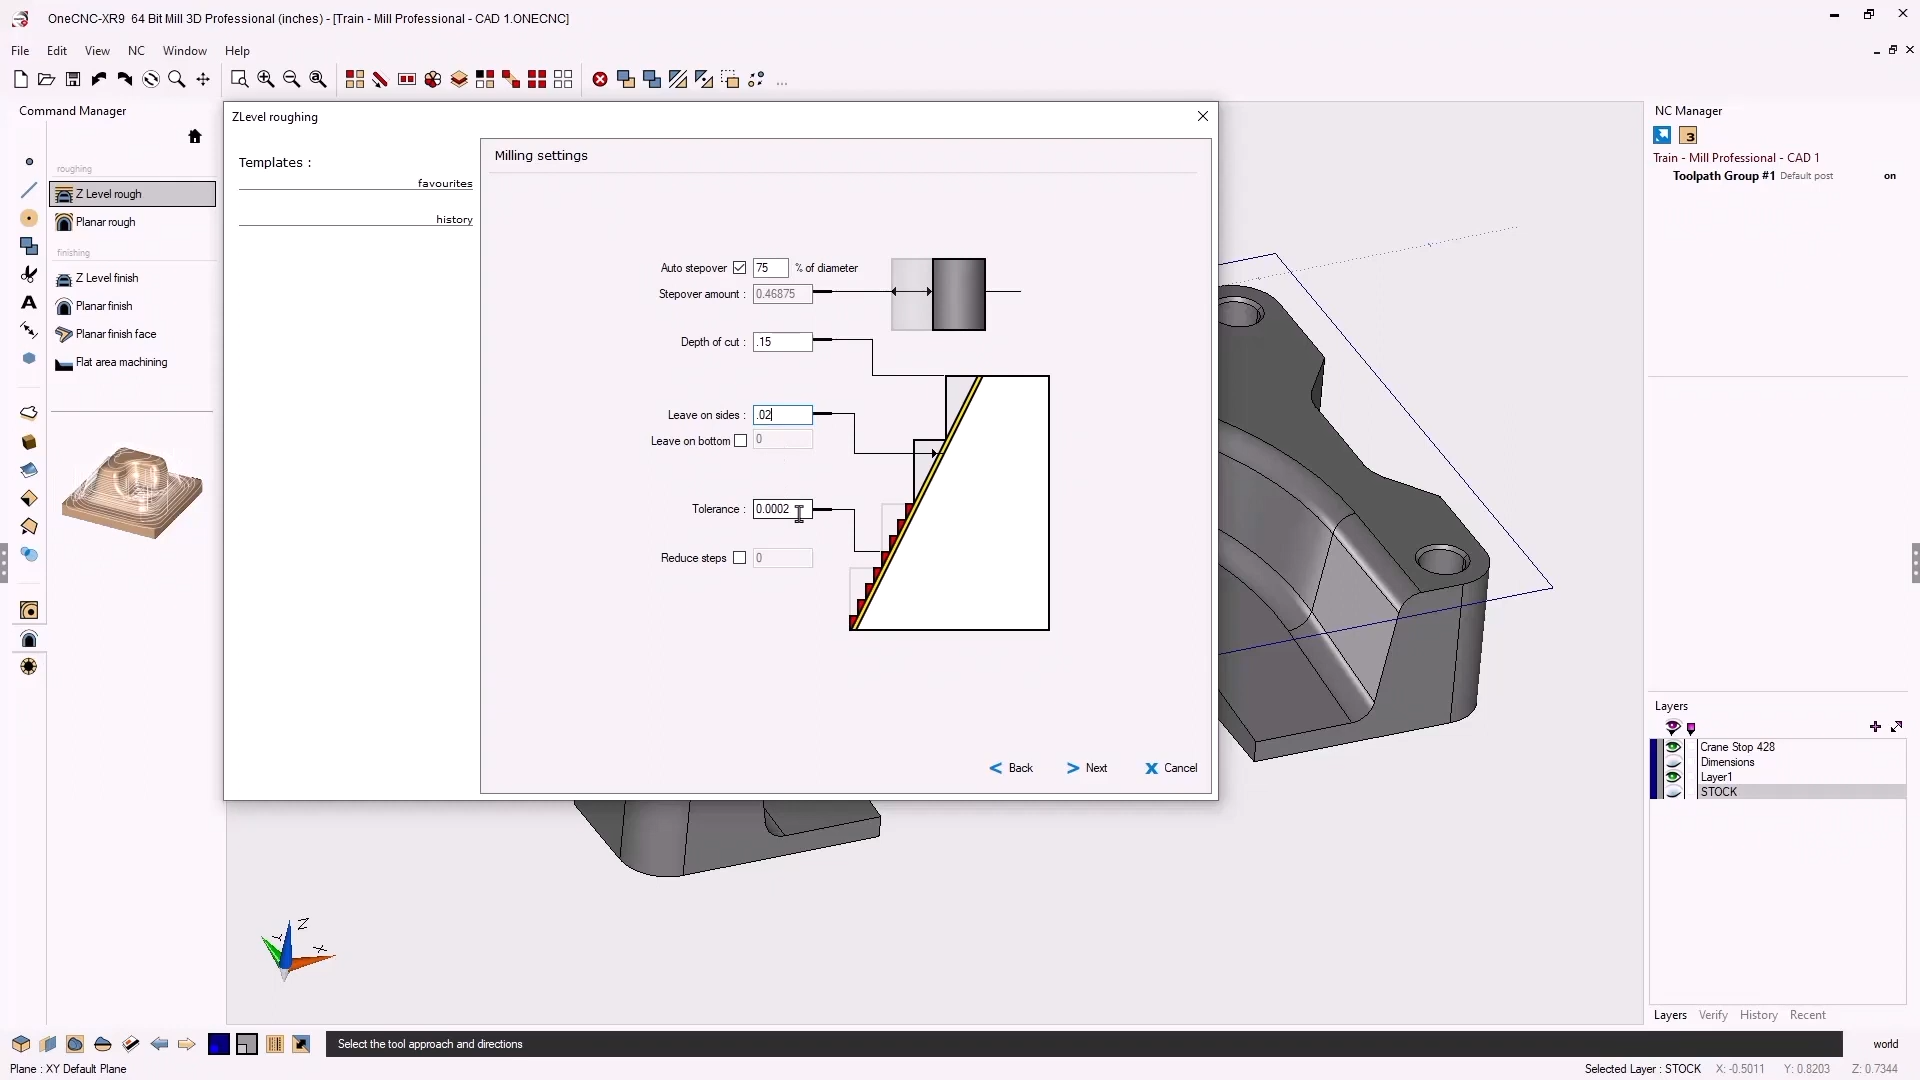 OneCNC-XR9 64 Bit Mill 3D Professional (inches) - [Train - Mill Professional - CAD 1.ONECNC]
File Edit View NC Window Help
Command Manager
roughing
Z Level rough
Planar rough
finishing
Z Level finish
Planar finish
Planar finish face
Flat area machining
ZLevel roughing
Templates :
favourites
history
Milling settings
Auto stepover 75 % of diameter
Stepover amount : 0.46875
Depth of cut : .15
Leave on sides : .02
Leave on bottom 0
Tolerance : 0.0002
Reduce steps 0
< Back > Next X Cancel
Z
X
NC Manager
3
Train - Mill Professional - CAD 1
Toolpath Group #1 Default post on
Layers
Crane Stop 428
Dimensions
Layer1
STOCK
Layers Verify History Recent
Select the tool approach and directions
world
Plane : XY Default Plane
Selected Layer : STOCK X: -0.5011 Y: 0.8203 Z: 0.7344